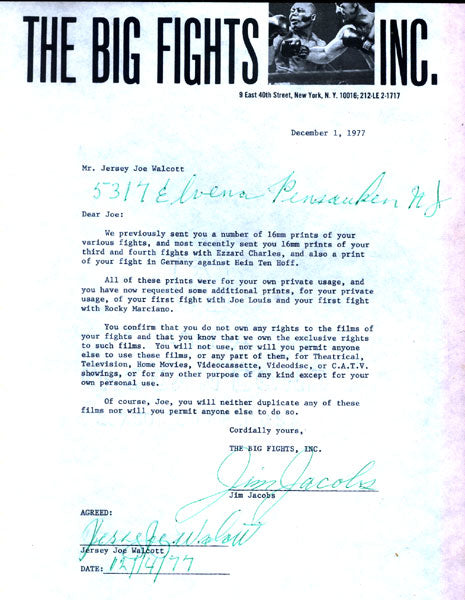 THE BIG FIGHTS INC.
9 East 40th Street, New York, N. Y. 10016; 212-LE 2-1717
December 1, 1977
Mr. Jersey Joe Walcott
5317 Elvena Pensauken NJ
Dear Joe:
We previously sent you a number of 16mm prints of your
various fights, and most recently sent you 16mm prints of your
third and fourth fights with Ezzard Charles, and also a print
of your fight in Germany against Hein Ten Hoff.
All of these prints were for your own private usage, and
you have now requested some additional prints, for your private
usage, of your first fight with Joe Louis and your first fight
with Rocky Marciano.
You confirm that you do not own any rights to the films of
your fights and that you know that we own the exclusive rights
to such films. You will not use, nor will you permit anyone
else to use these films, or any part of them, for Theatrical,
Television, Home Movies, Videocassette, Videodisc, or C.A.T.V.
showings, or for any other purpose of any kind except for your
own personal use.
Of course, Joe, you will neither duplicate any of these
films nor will you permit anyone else to do so.
Cordially yours,
THE BIG FIGHTS, INC.
Jim Jacobs
Jim Jacobs
AGREED:
Jersey Joe Walcott
Jersey Joe Walcott
DATE: 12/14/77